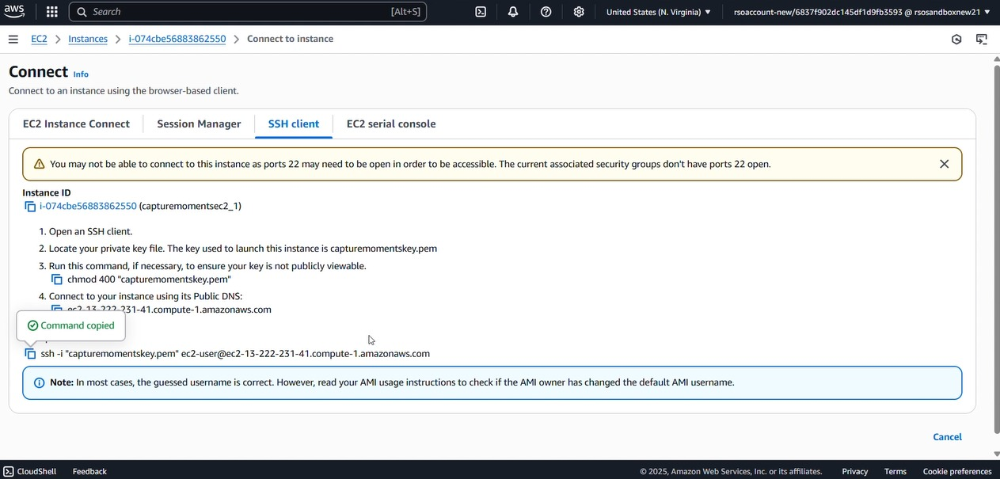 aws
Search [Alt+S] United States (N. Virginia) rsoaccount-new/6837f902dc145df1d9fb3593 @ rsosandboxnew21
EC2 Instances i-074cbe56883862550 Connect to instance
Connect Info
Connect to an instance using the browser-based client.
EC2 Instance Connect Session Manager SSH client EC2 serial console
You may not be able to connect to this instance as ports 22 may need to be open in order to be accessible. The current associated security groups don't have ports 22 open.
Instance ID
i-074cbe56883862550 (capturemomentsec2_1)
1. Open an SSH client.
2. Locate your private key file. The key used to launch this instance is capturemomentskey.pem
3. Run this command, if necessary, to ensure your key is not publicly viewable.
chmod 400 "capturemomentskey.pem"
4. Connect to your instance using its Public DNS:
ec2-13-222-231-41.compute-1.amazonaws.com
Command copied
ssh -i "capturemomentskey.pem" ec2-user@ec2-13-222-231-41.compute-1.amazonaws.com
Note: In most cases, the guessed username is correct. However, read your AMI usage instructions to check if the AMI owner has changed the default AMI username.
Cancel
CloudShell Feedback © 2025, Amazon Web Services, Inc. or its affiliates. Privacy Terms Cookie preferences